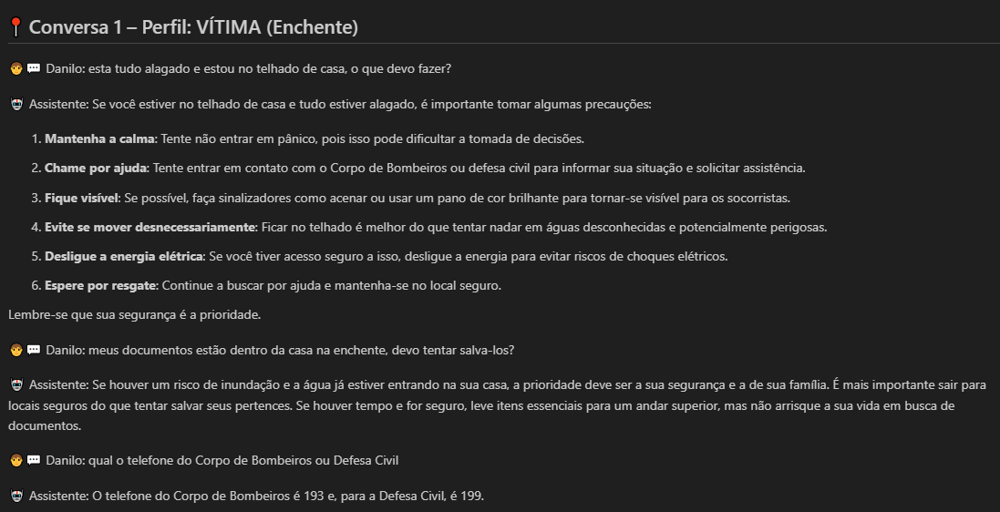 📍 Conversa 1 – Perfil: VÍTIMA (Enchente)
🧑💬 Danilo: esta tudo alagado e estou no telhado de casa, o que devo fazer?
🤖 Assistente: Se você estiver no telhado de casa e tudo estiver alagado, é importante tomar algumas precauções:
1. Mantenha a calma: Tente não entrar em pânico, pois isso pode dificultar a tomada de decisões.
2. Chame por ajuda: Tente entrar em contato com o Corpo de Bombeiros ou defesa civil para informar sua situação e solicitar assistência.
3. Fique visível: Se possível, faça sinalizadores como acenar ou usar um pano de cor brilhante para tornar-se visível para os socorristas.
4. Evite se mover desnecessariamente: Ficar no telhado é melhor do que tentar nadar em águas desconhecidas e potencialmente perigosas.
5. Desligue a energia elétrica: Se você tiver acesso seguro a isso, desligue a energia para evitar riscos de choques elétricos.
6. Espere por resgate: Continue a buscar por ajuda e mantenha-se no local seguro.
Lembre-se que sua segurança é a prioridade.
🧑💬 Danilo: meus documentos estão dentro da casa na enchente, devo tentar salva-los?
🤖 Assistente: Se houver um risco de inundação e a água já estiver entrando na sua casa, a prioridade deve ser a sua segurança e a de sua família. É mais importante sair para
locais seguros do que tentar salvar seus pertences. Se houver tempo e for seguro, leve itens essenciais para um andar superior, mas não arrisque a sua vida em busca de
documentos.
🧑💬 Danilo: qual o telefone do Corpo de Bombeiros ou Defesa Civil
🤖 Assistente: O telefone do Corpo de Bombeiros é 193 e, para a Defesa Civil, é 199.